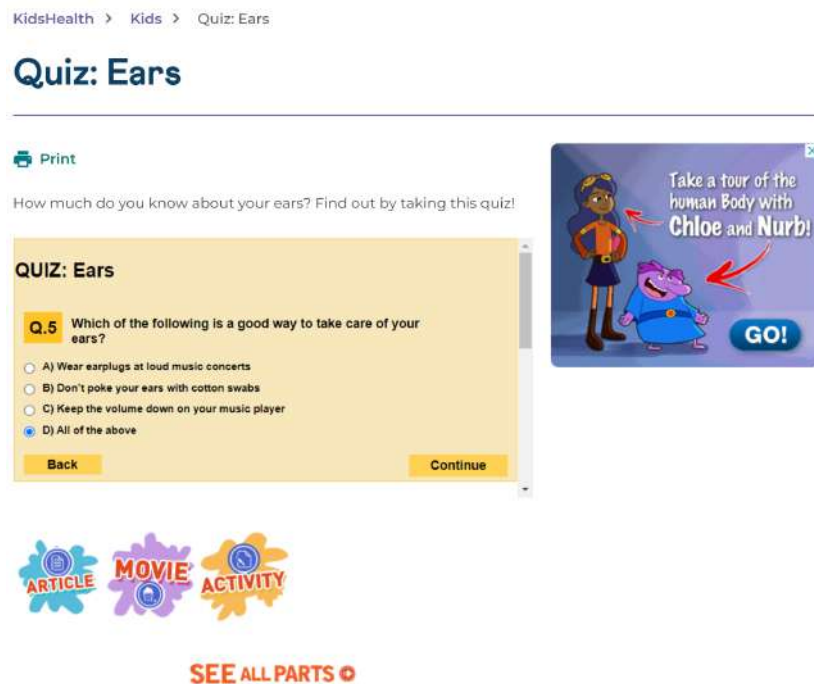 KidsHealth > Kids > Quiz: Ears
Quiz: Ears
Print
How much do you know about your ears? Find out by taking this quiz!
QUIZ: Ears
Q.5 Which of the following is a good way to take care of your
ears?
A) Wear earplugs at loud music concerts
B) Don't poke your ears with cotton swabs
C) Keep the volume down on your music player
D) All of the above
Back Continue
Take a tour of the
human Body with
Chloe and Nurb!
GO!
ARTICLE MOVIE ACTIVITY
SEE ALL PARTS